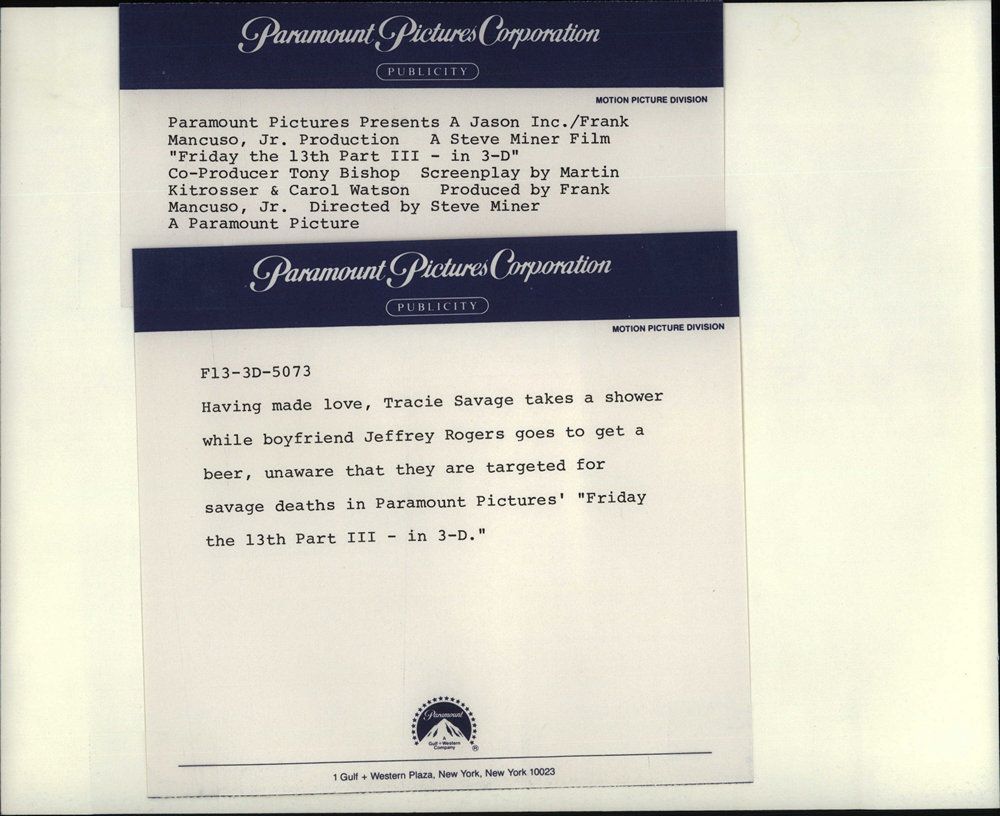 Paramount Pictures Corporation
PUBLICITY
MOTION PICTURE DIVISION
Paramount Pictures Presents A Jason Inc./Frank
Mancuso, Jr. Production A Steve Miner Film
"Friday the 13th Part III - in 3-D"
Co-Producer Tony Bishop Screenplay by Martin
Kitrosser & Carol Watson Produced by Frank
Mancuso, Jr. Directed by Steve Miner
A Paramount Picture
Paramount Pictures Corporation
PUBLICITY
MOTION PICTURE DIVISION
F13-3D-5073
Having made love, Tracie Savage takes a shower
while boyfriend Jeffrey Rogers goes to get a
beer, unaware that they are targeted for
savage deaths in Paramount Pictures' "Friday
the 13th Part III - in 3-D."
Paramount
A
Gulf + Western
Company
®
1 Gulf + Western Plaza, New York, New York 10023